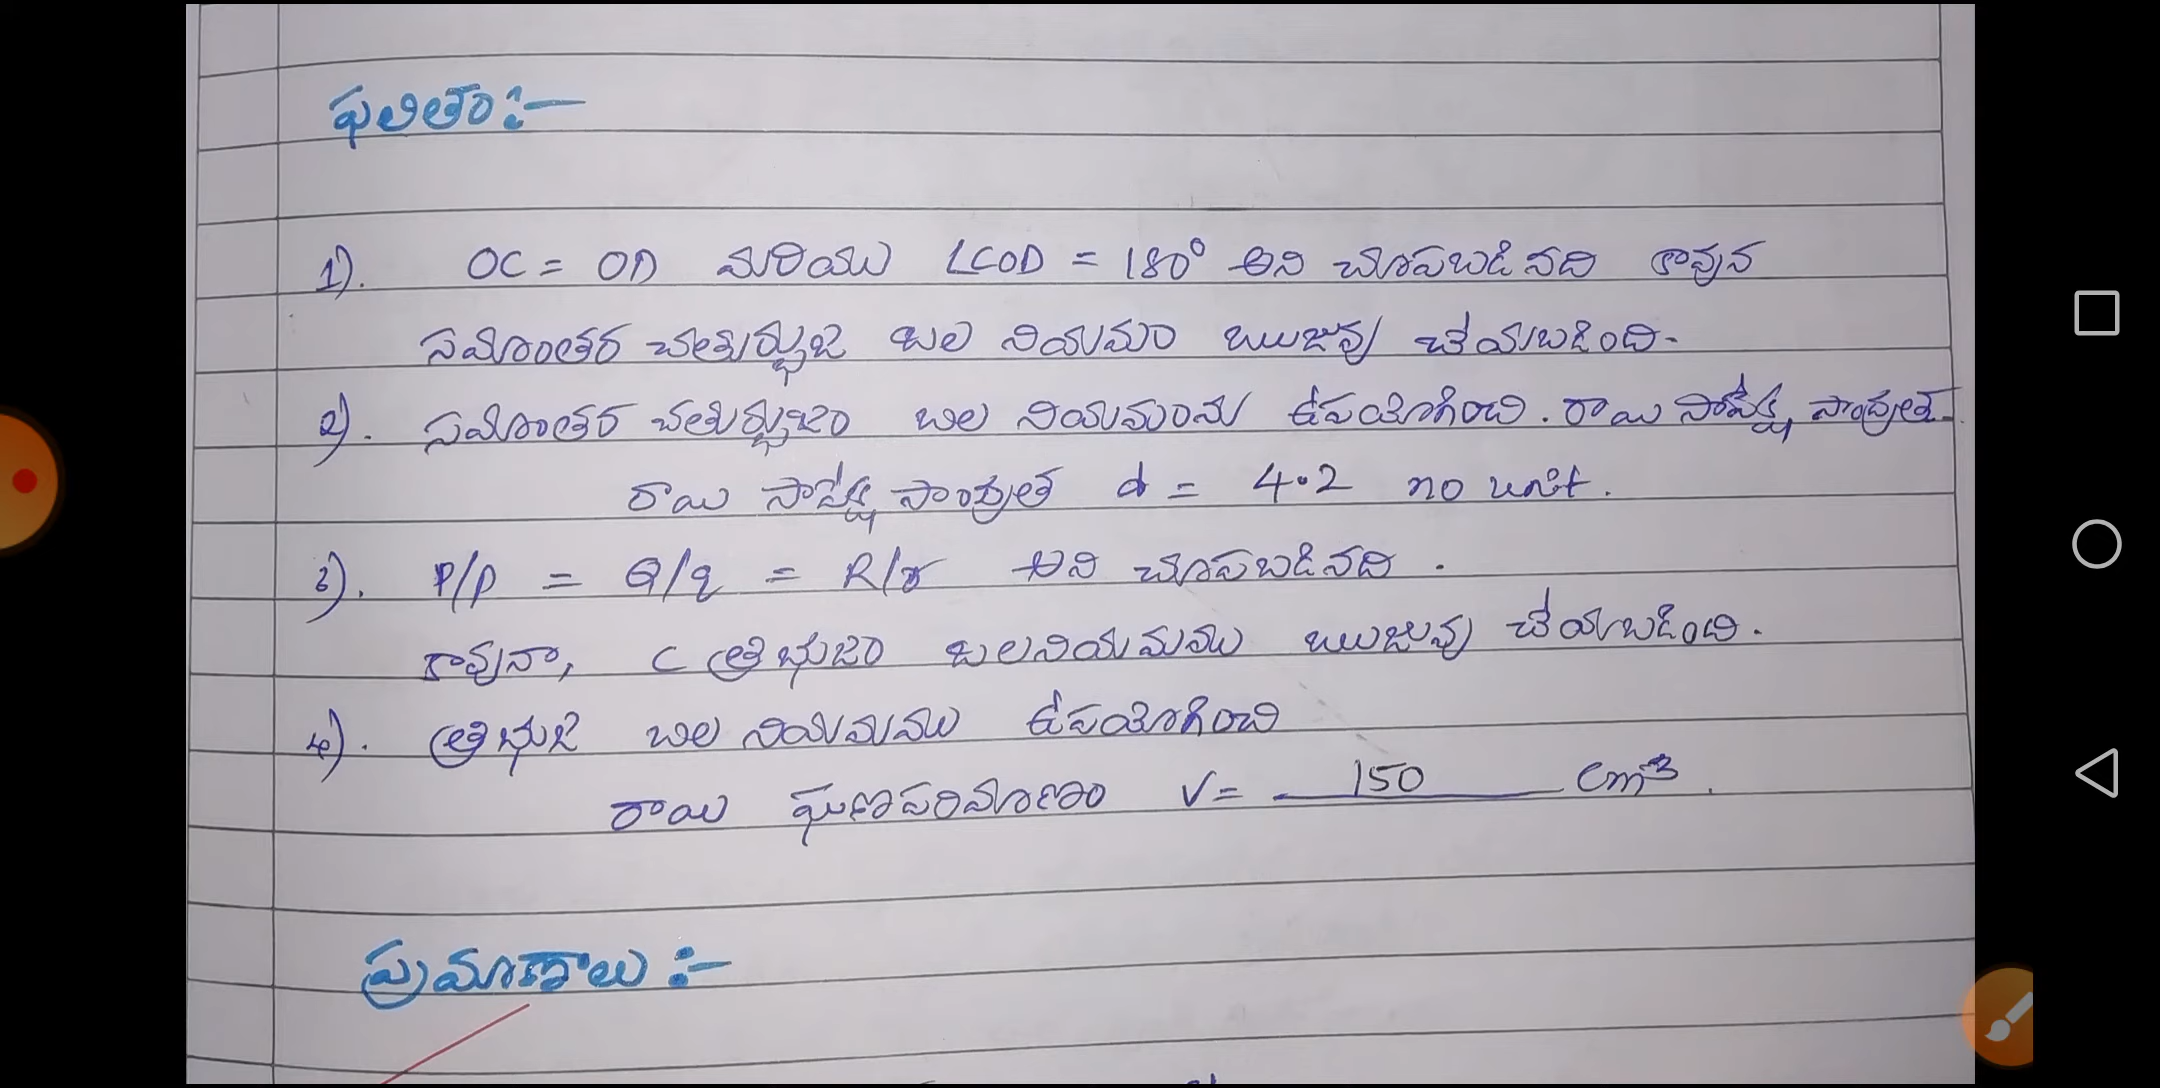 ఫలితం :-
1). OC = OD మరియు ∠COD = 180° అని చూపబడినది కావున
సమాంతర చతుర్భుజ బల నియమం ఋజువు చేయబడింది.
2). సమాంతర చతుర్భుజం బల నియమంను ఉపయోగించి. రాయి సాపేక్ష సాంద్రత
రాయి సాపేక్ష సాంద్రత d = 4.2 no unit.
3). P/p = Q/q = R/r అని చూపబడినది.
కావునా, C త్రిభుజం బలనియమము ఋజువు చేయబడింది.
4). త్రిభుజ బల నియమము ఉపయోగించి
రాయి ఘణపరిమాణం V = 150 cm³.
ప్రమాణాలు :-